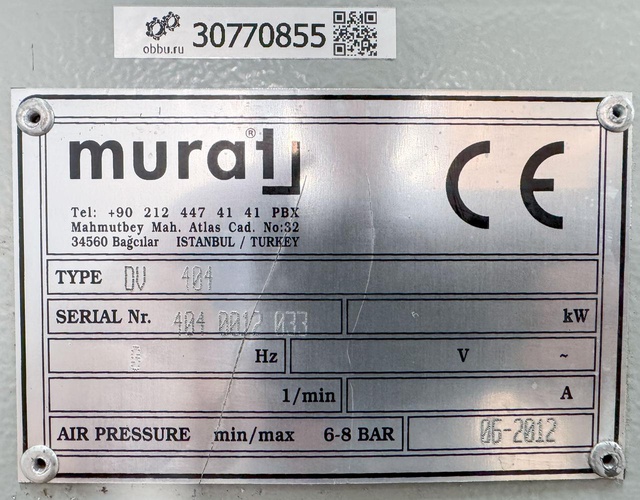 obbu.ru 30770855
murat®
CE
Tel: +90 212 447 41 41 PBX
Mahmutbey Mah. Atlas Cad. No:32
34560 Bağcılar ISTANBUL / TURKEY
TYPE DV 404
SERIAL Nr. 404 0012 033 kW
Hz V ~
1/min A
AIR PRESSURE min/max 6-8 BAR 06-2012